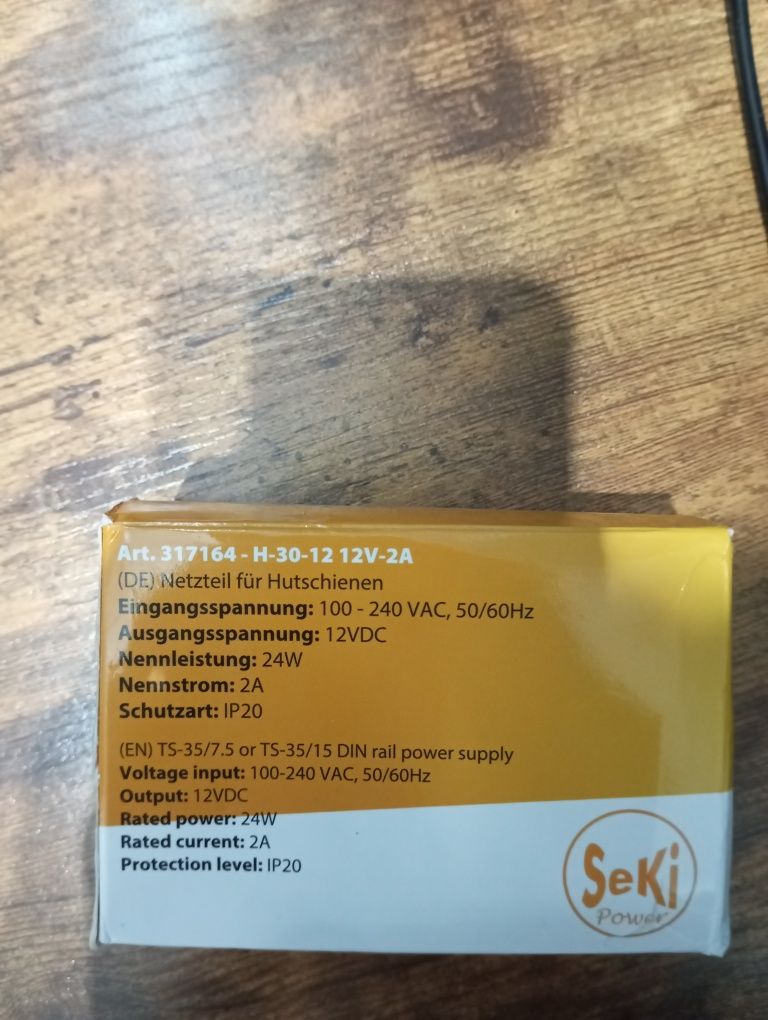 Art. 317164 - H-30-12 12V-2A
(DE) Netzteil für Hutschienen
Eingangsspannung: 100 - 240 VAC, 50/60Hz
Ausgangsspannung: 12VDC
Nennleistung: 24W
Nennstrom: 2A
Schutzart: IP20
(EN) TS-35/7.5 or TS-35/15 DIN rail power supply
Voltage input: 100-240 VAC, 50/60Hz
Output: 12VDC
Rated power: 24W
Rated current: 2A
Protection level: IP20
SeKi
Power